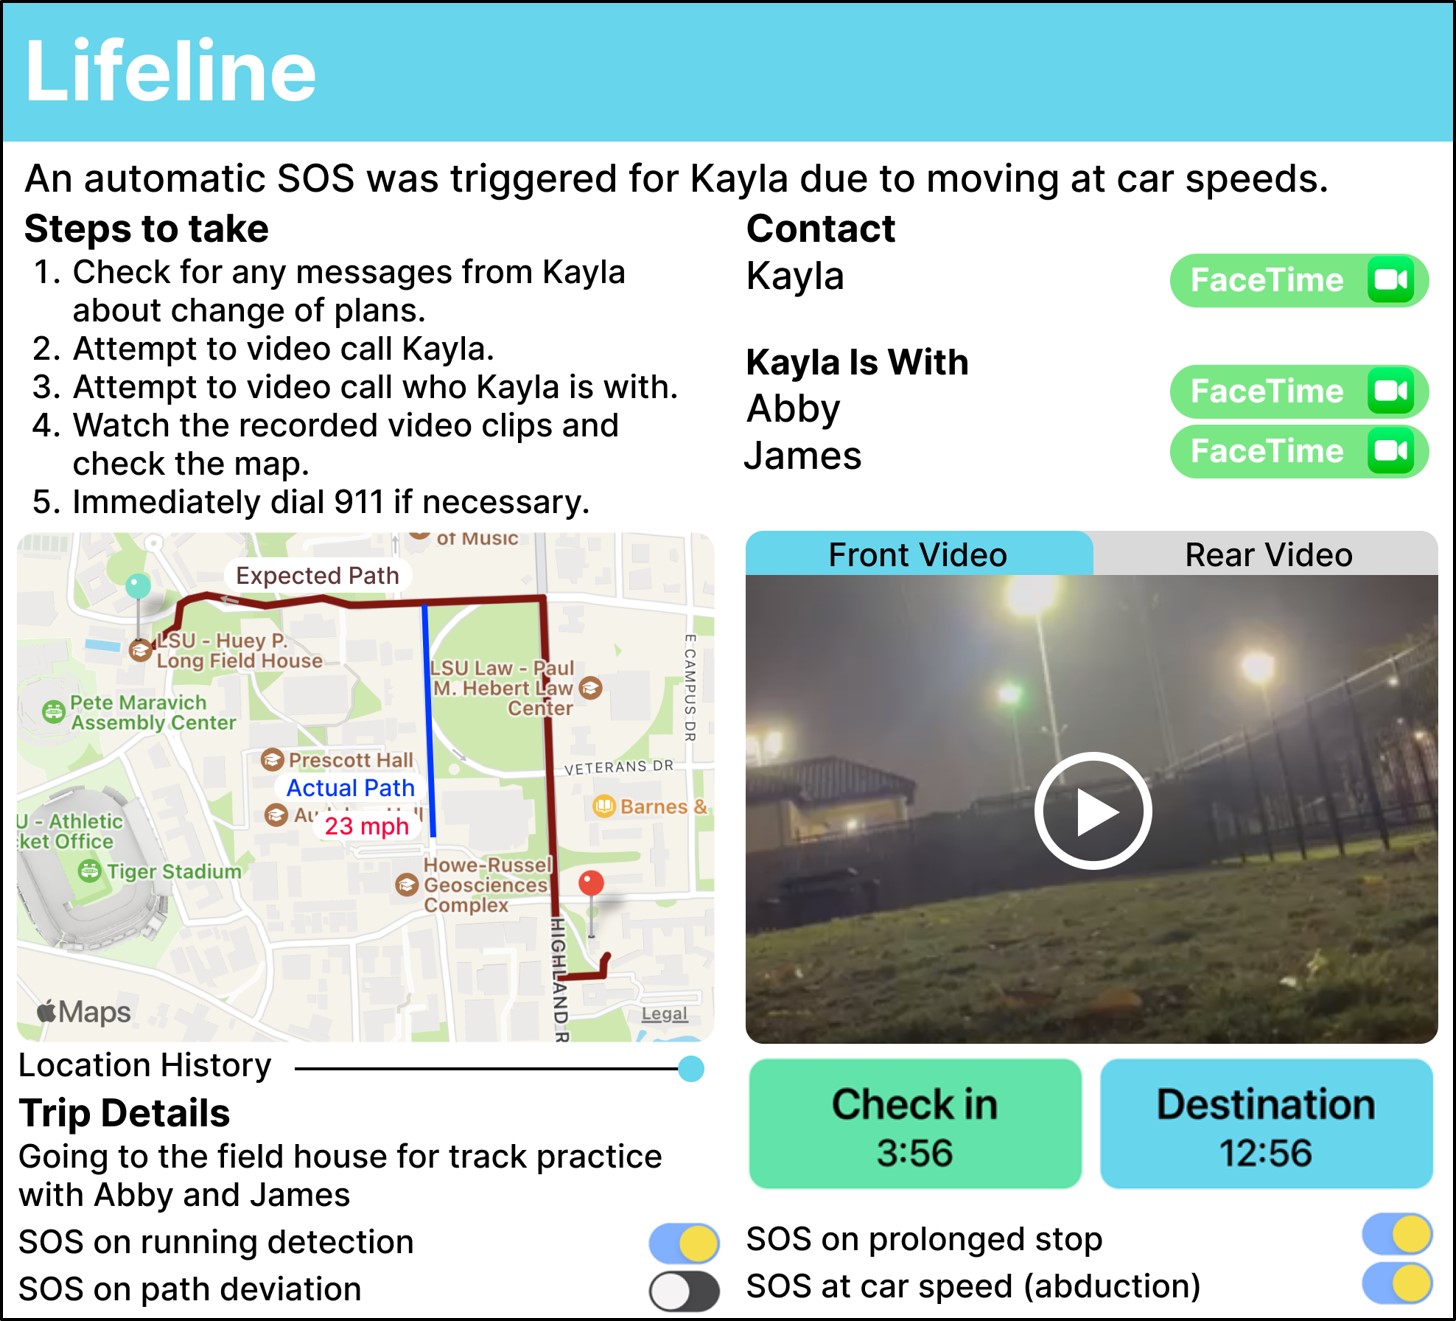 Lifeline
An automatic SOS was triggered for Kayla due to moving at car speeds.
Steps to take
1. Check for any messages from Kayla
about change of plans.
2. Attempt to video call Kayla.
3. Attempt to video call who Kayla is with.
4. Watch the recorded video clips and
check the map.
5. Immediately dial 911 if necessary.
Contact
Kayla
FaceTime
Kayla Is With
Abby
FaceTime
James
FaceTime
of Music
Expected Path
LSU - Huey P.
Long Field House
LSU Law - Paul
M. Hebert Law
Center
E CAMPUS DR
Pete Maravich
Assembly Center
Prescott Hall
VETERANS DR
Actual Path
Barnes &
23 mph
U - Athletic
ket Office
Tiger Stadium
Howe-Russel
Geosciences
Complex
HIGHLAND R
Maps
Legal
Front Video
Rear Video
Location History
Trip Details
Going to the field house for track practice
with Abby and James
Check in
3:56
Destination
12:56
SOS on running detection
SOS on path deviation
SOS on prolonged stop
SOS at car speed (abduction)